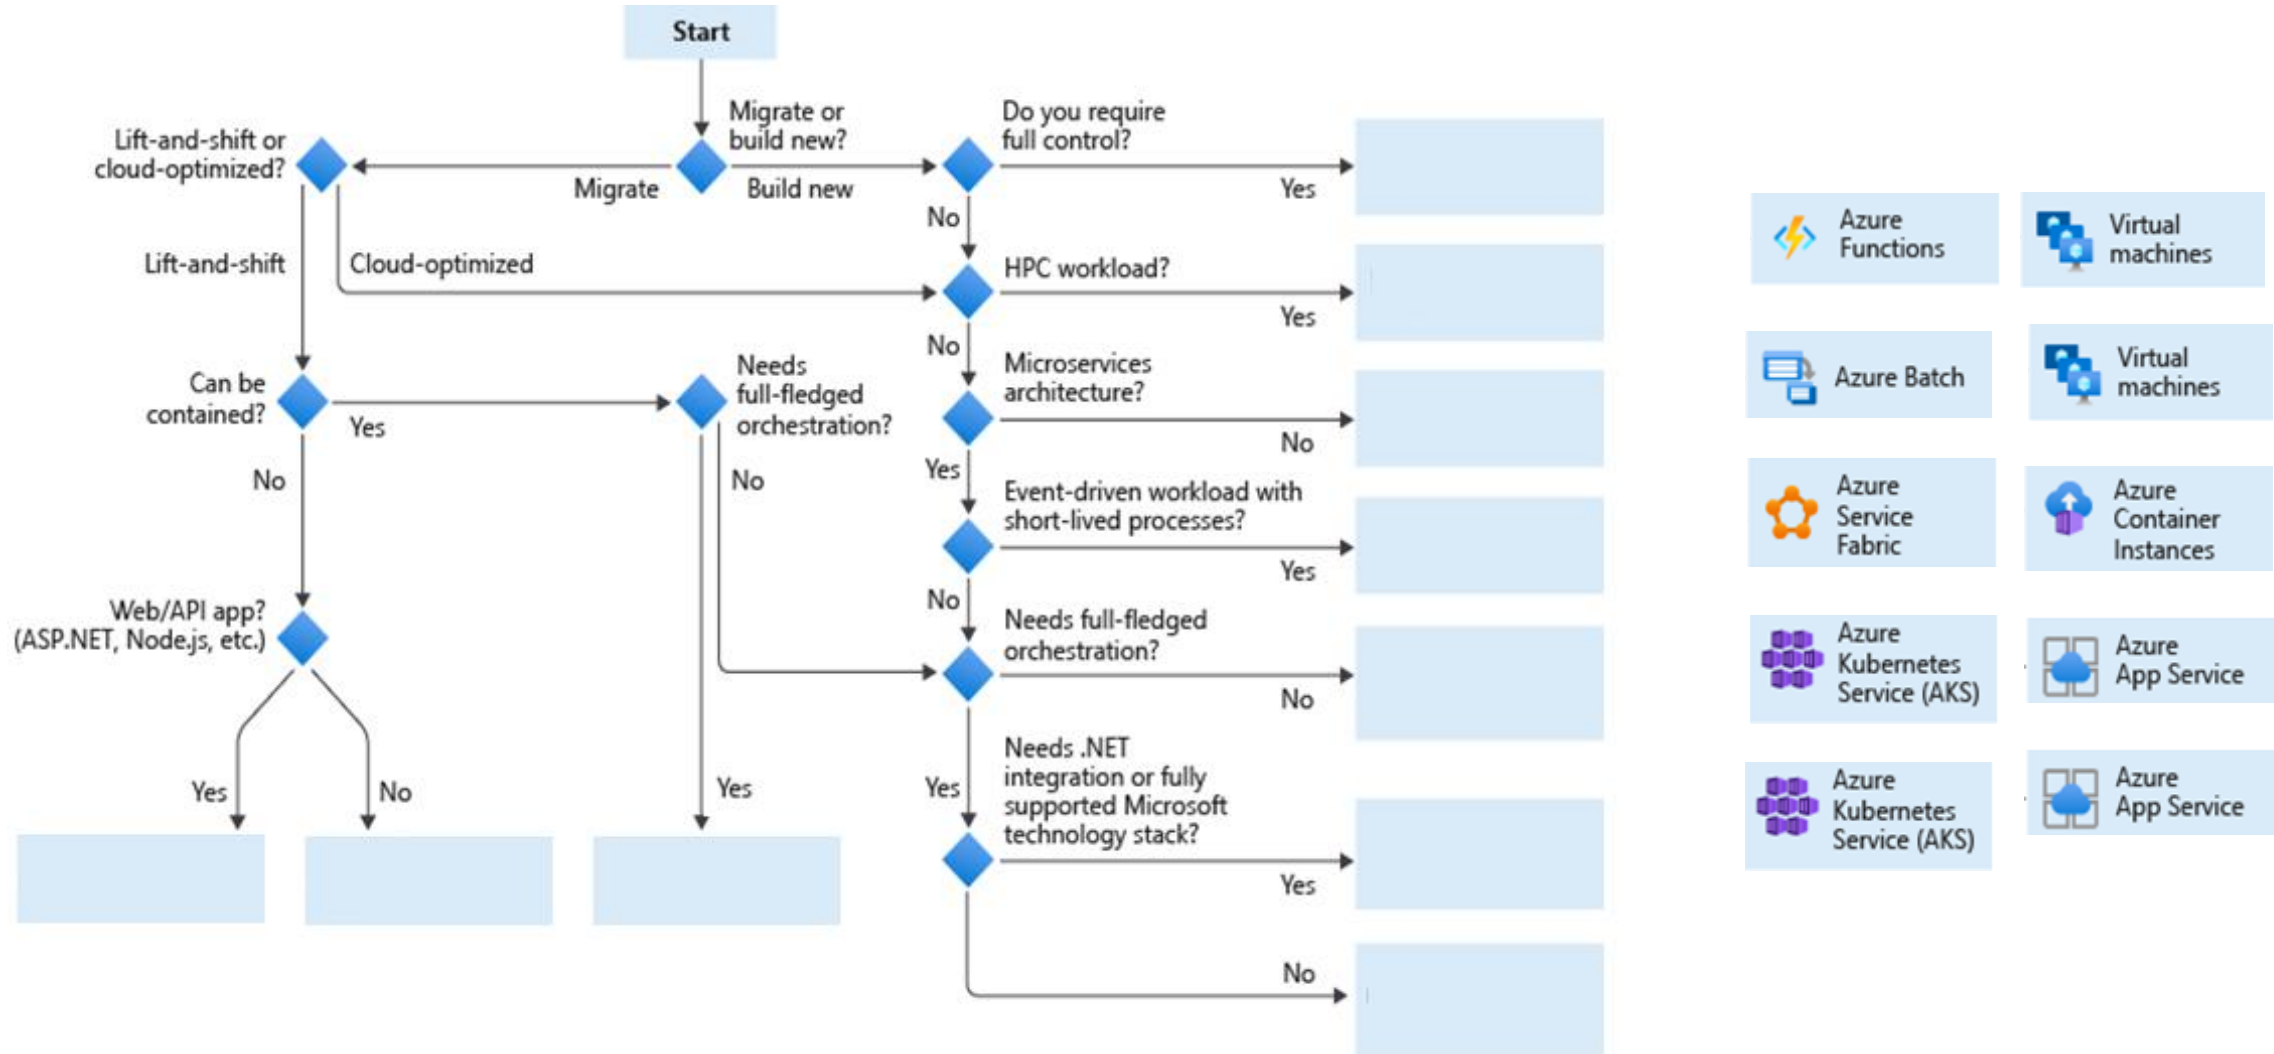 Start
Migrate or
build new?
Migrate
Build new
Lift-and-shift or
cloud-optimized?
Lift-and-shift
Cloud-optimized
Can be
contained?
Yes
No
Needs
full-fledged
orchestration?
No
Yes
Web/API app?
(ASP.NET, Node.js, etc.)
Yes
No
Do you require
full control?
Yes
No
HPC workload?
Yes
No
Microservices
architecture?
No
Yes
Event-driven workload with
short-lived processes?
Yes
No
Needs full-fledged
orchestration?
No
Yes
Needs .NET
integration or fully
supported Microsoft
technology stack?
Yes
No
Azure
Functions
Virtual
machines
Azure Batch
Virtual
machines
Azure
Service
Fabric
Azure
Container
Instances
Azure
Kubernetes
Service (AKS)
Azure
App Service
Azure
Kubernetes
Service (AKS)
Azure
App Service